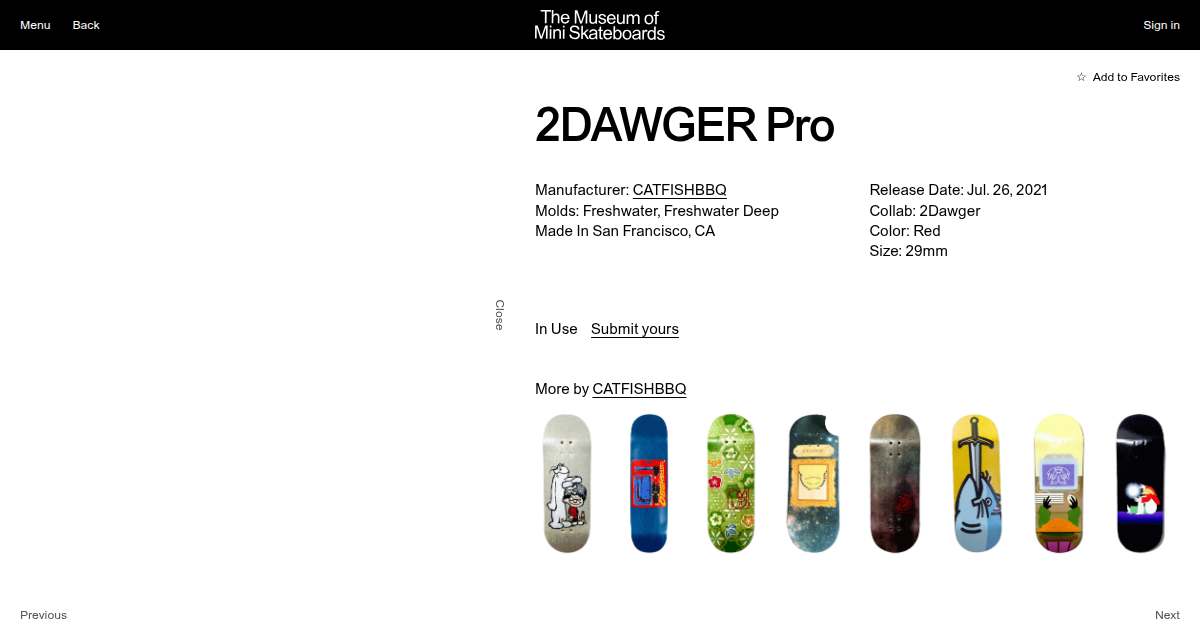 Menu
Back
The Museum of
Mini Skateboards
Sign in
☆ Add to Favorites
2DAWGER Pro
Manufacturer: CATFISHBBQ
Molds: Freshwater, Freshwater Deep
Made In San Francisco, CA
Release Date: Jul. 26, 2021
Collab: 2Dawger
Color: Red
Size: 29mm
Close
In Use Submit yours
More by CATFISHBBQ
Previous
Next